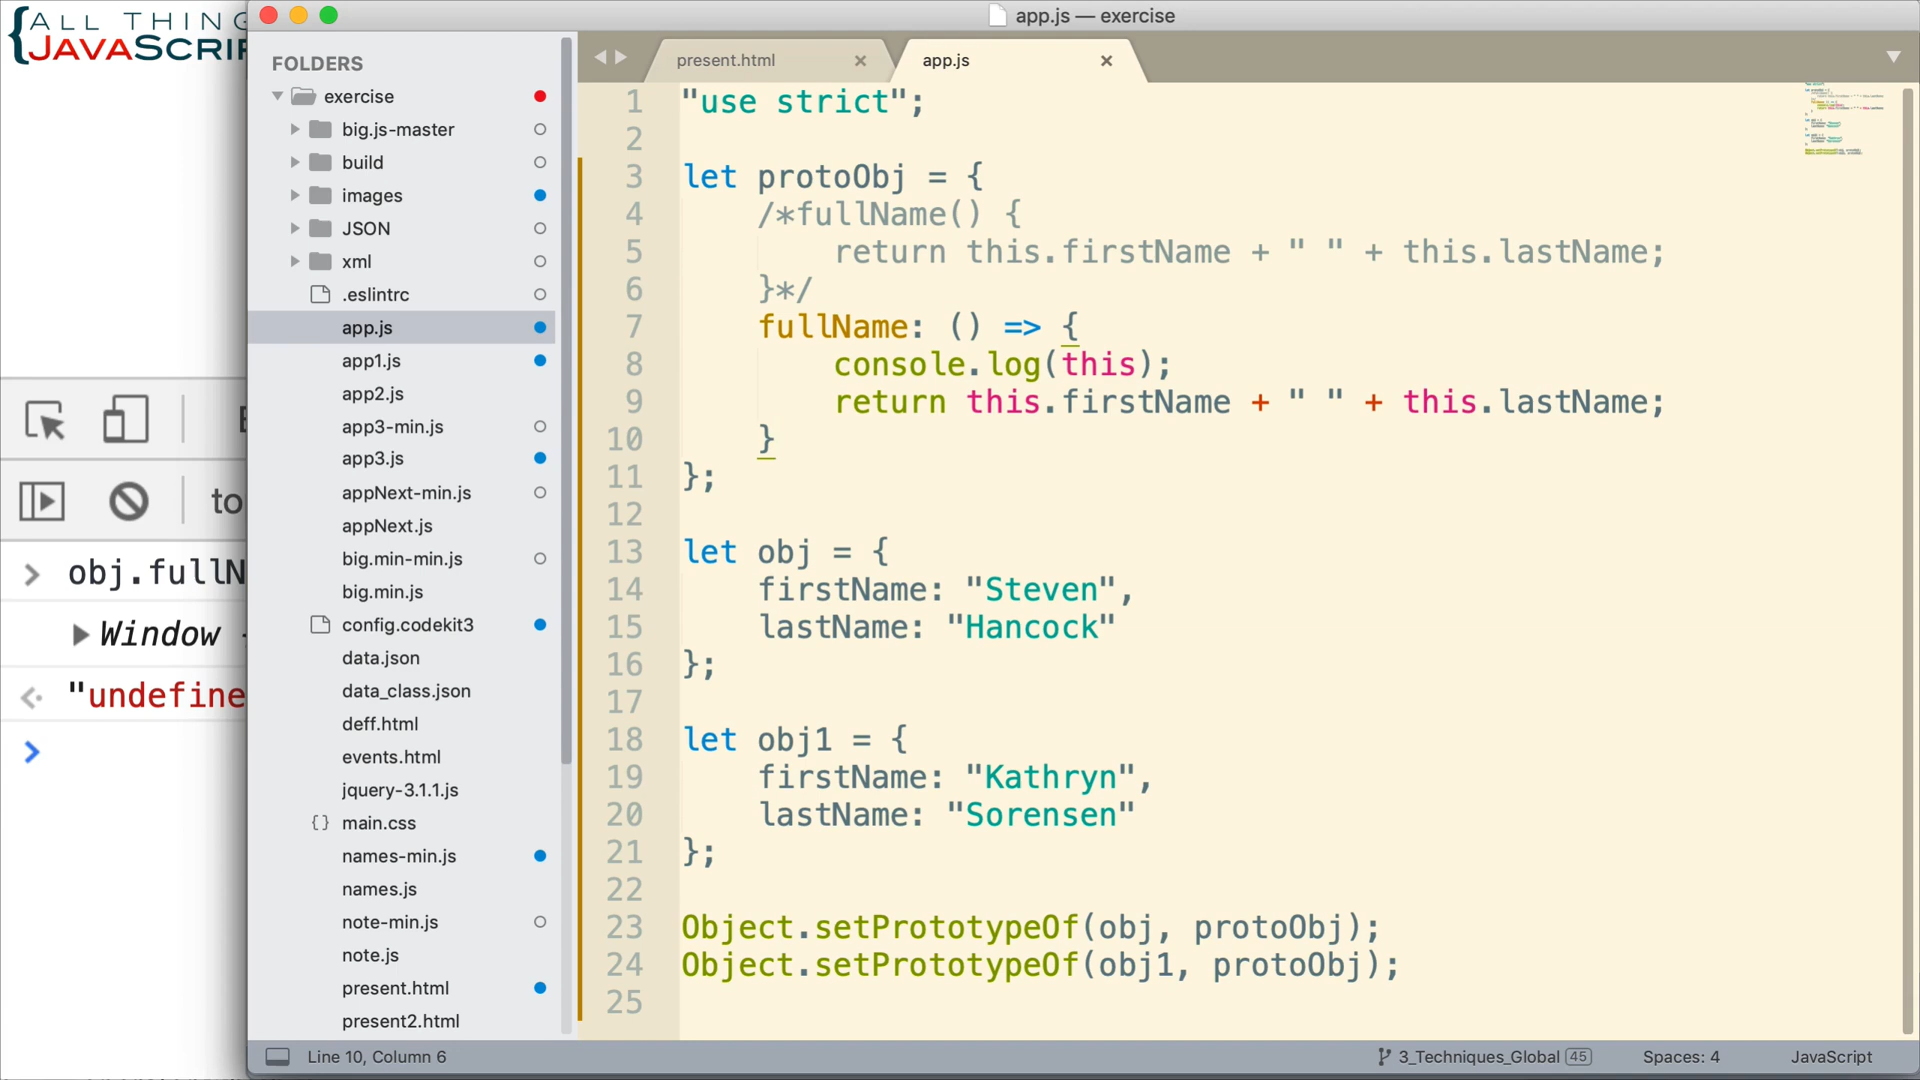 {ALL THING
JAVASCRI
app.js — exercise
FOLDERS
exercise
big.js-master
build
images
JSON
xml
.eslintrc
app.js
app1.js
app2.js
app3-min.js
app3.js
appNext-min.js
appNext.js
big.min-min.js
big.min.js
config.codekit3
data.json
data_class.json
deff.html
events.html
jquery-3.1.1.js
{} main.css
names-min.js
names.js
note-min.js
note.js
present.html
present2.html
to
> obj.fullN
▶ Window
"undefine
>
present.html ×
app.js ×
1 "use strict";
2
3 let protoObj = {
4 /*fullName() {
5 return this.firstName + " " + this.lastName;
6 }*/
7 fullName: () => {
8 console.log(this);
9 return this.firstName + " " + this.lastName;
10 }
11 };
12
13 let obj = {
14 firstName: "Steven",
15 lastName: "Hancock"
16 };
17
18 let obj1 = {
19 firstName: "Kathryn",
20 lastName: "Sorensen"
21 };
22
23 Object.setPrototypeOf(obj, protoObj);
24 Object.setPrototypeOf(obj1, protoObj);
25
Line 10, Column 6
3_Techniques_Global 45
Spaces: 4
JavaScript